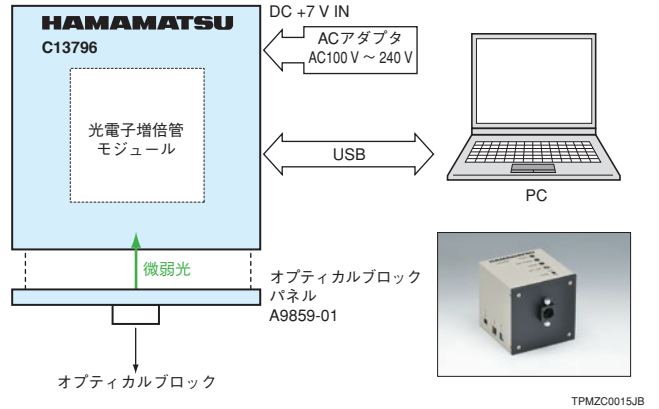 HAMAMATSU
C13796
光電子増倍管
モジュール
DC +7 V IN
ACアダプタ
AC100 V ～ 240 V
USB
PC
微弱光
オプティカルブロック
パネル
A9859-01
オプティカルブロック
HAMAMATSU
TPMZC0015JB